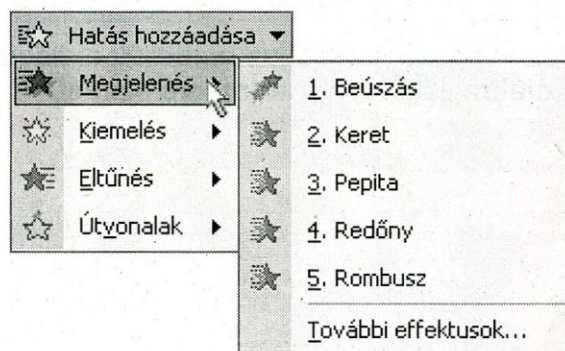 Hatás hozzáadása
Megjelenés
Kiemelés
Eltűnés
Útvonalak
1. Beúszás
2. Keret
3. Pepita
4. Redőny
5. Rombusz
További effektusok...